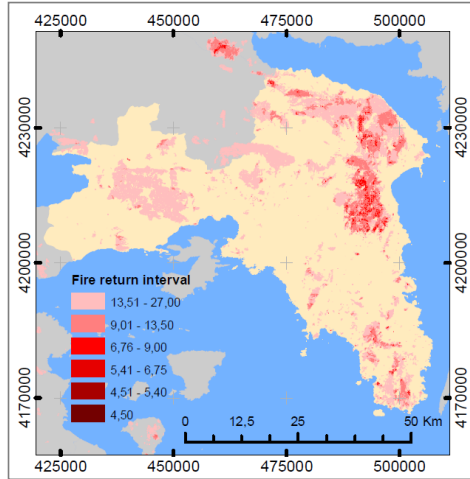 425000 450000 475000 500000
4230000 4230000
4200000 4200000
Fire return interval
13,51 - 27,00
9,01 - 13,50
6,76 - 9,00
5,41 - 6,75
4,51 - 5,40
4,50
4170000 4170000
0 12,5 25 50 Km
425000 450000 475000 500000